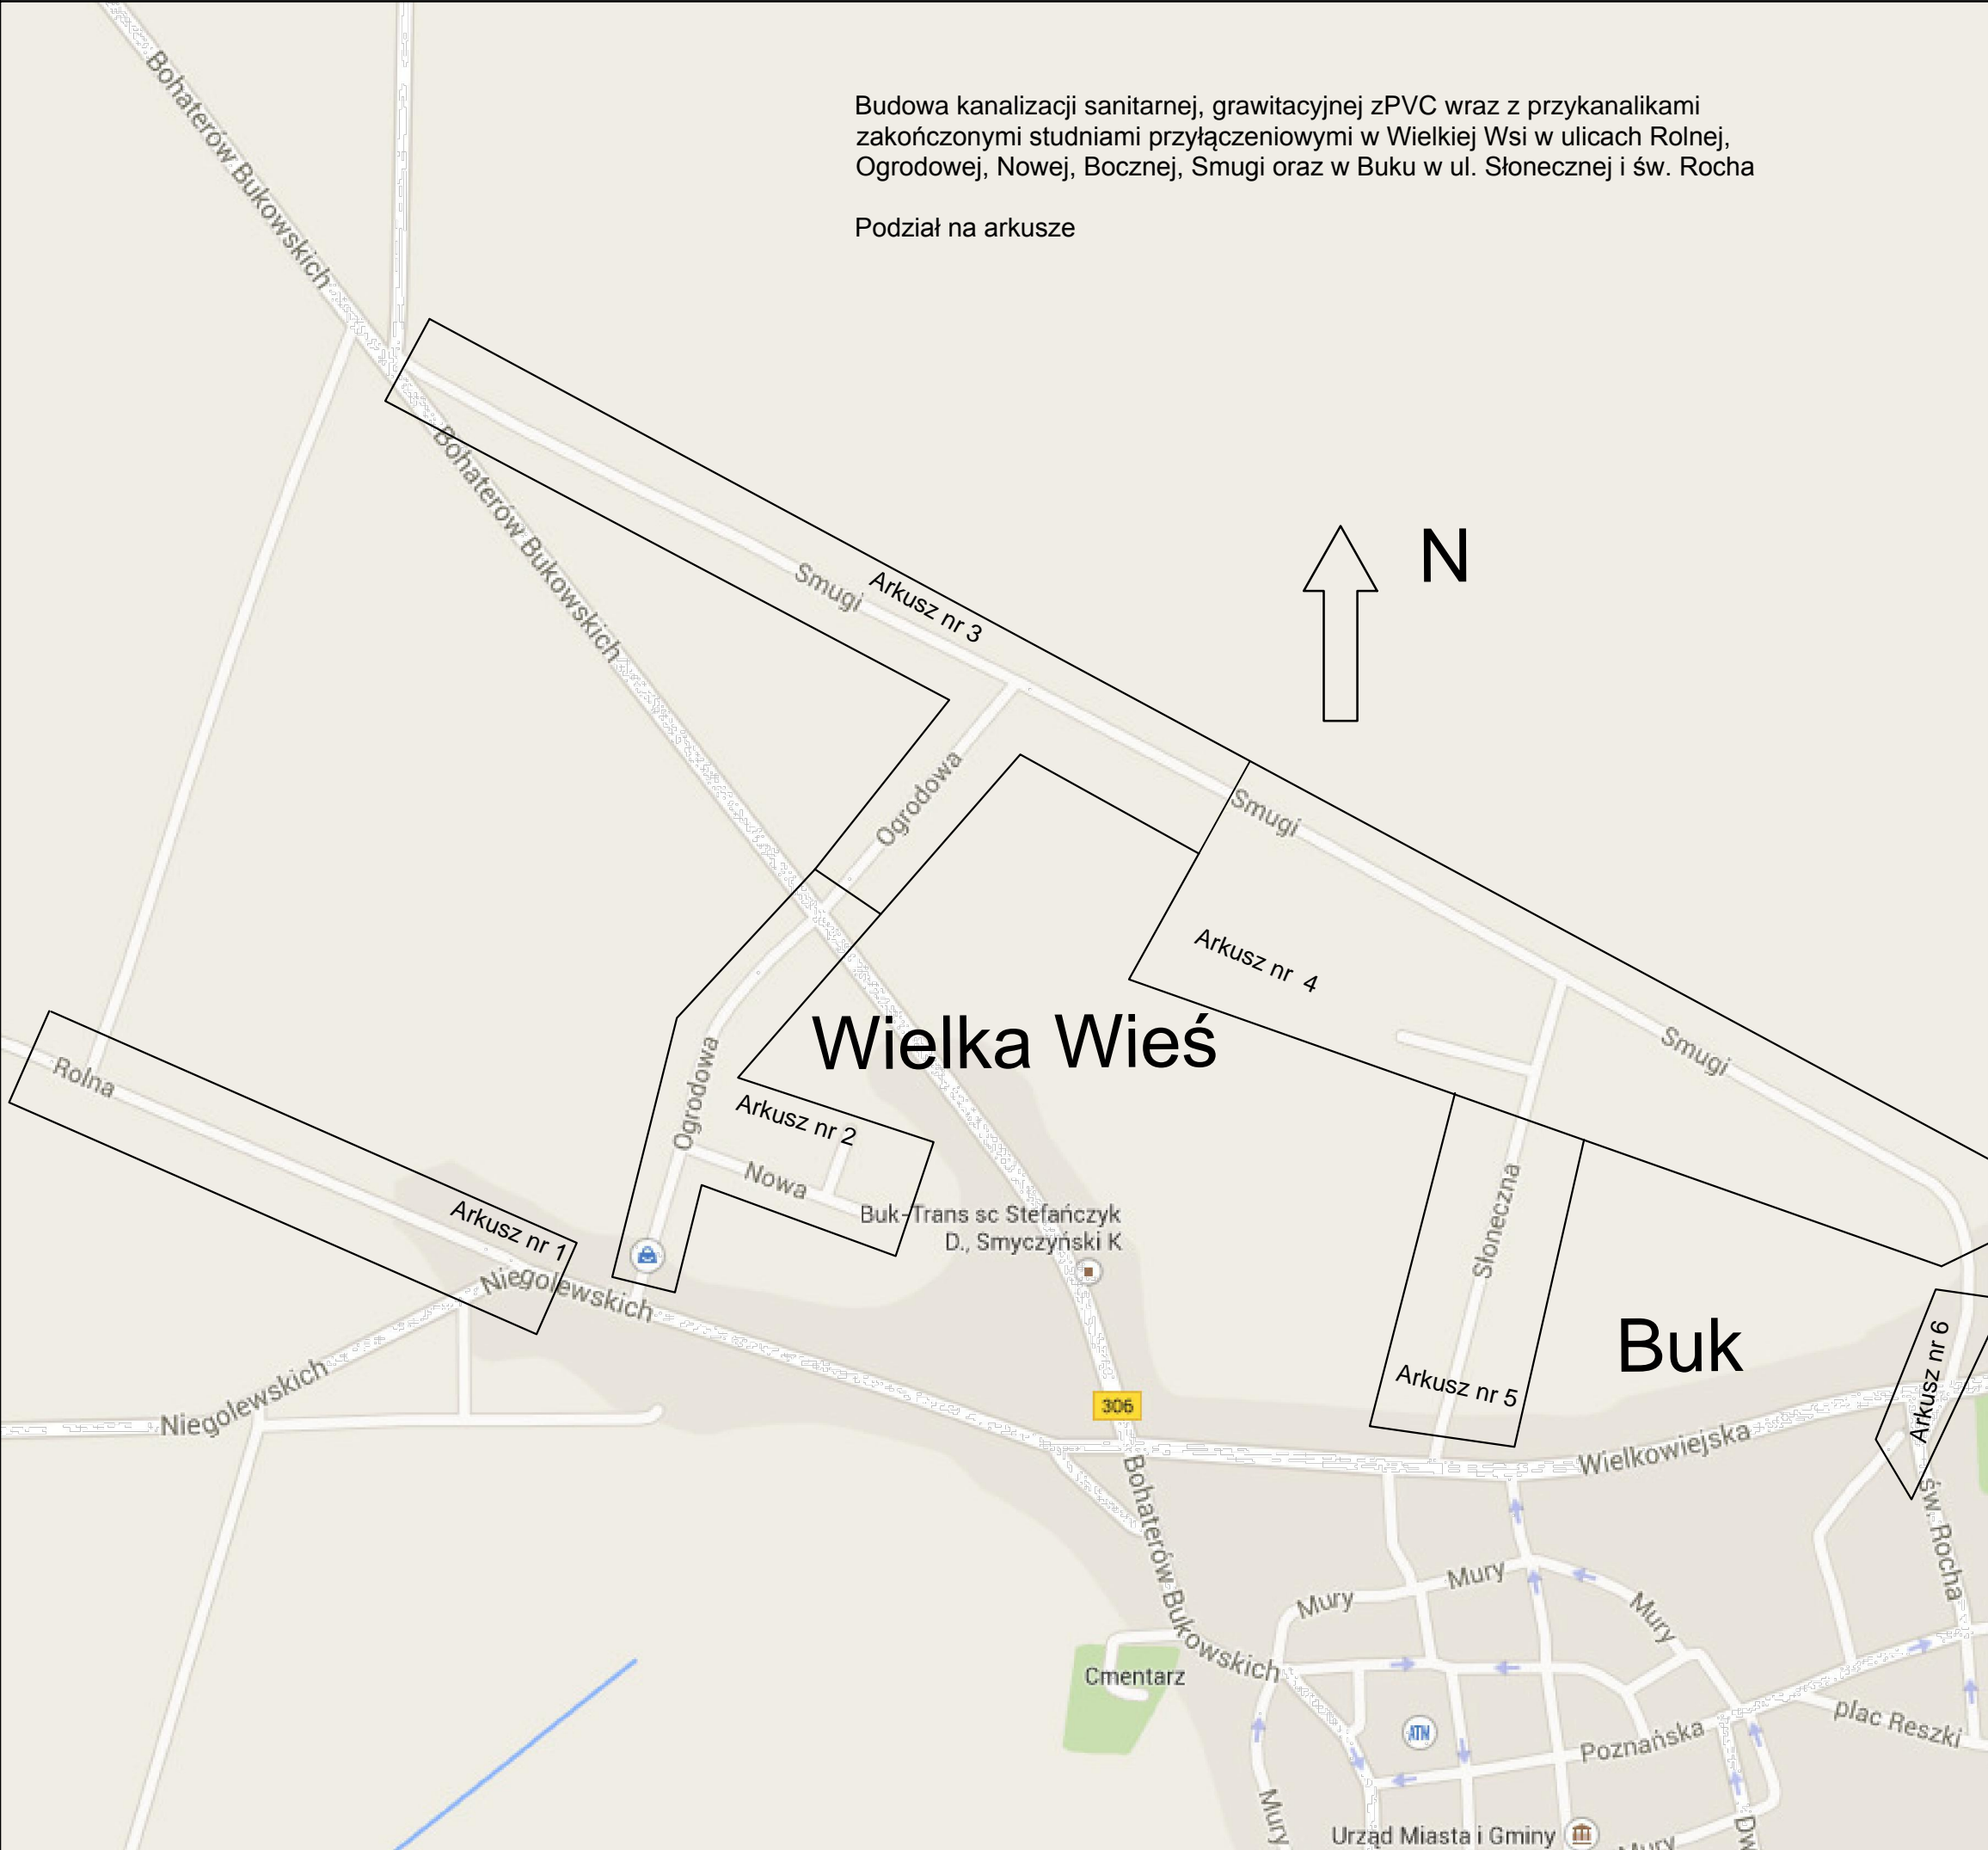 Budowa kanalizacji sanitarnej, grawitacyjnej zPVC wraz z przykanalikami
zakończonymi studniami przyłączeniowymi w Wielkiej Wsi w ulicach Rolnej,
Ogrodowej, Nowej, Bocznej, Smugi oraz w Buku w ul. Słonecznej i św. Rocha
Podział na arkusze
Bohaterów Bukowskich
Bohaterów Bukowskich
N
Smugi
Arkusz nr 3
Ogrodowa
Smugi
Arkusz nr 4
Wielka Wieś
Smugi
Rolna
Ogrodowa
Arkusz nr 2
Nowa
Arkusz nr 1
Buk-Trans sc Stefańczyk
D., Smyczyński K
Słoneczna
Niegolewskich
Buk
Arkusz nr 6
Arkusz nr 5
Niegolewskich
306
Wielkowiejska
Bohaterów Bukowskich
św. Rocha
Mury
Mury
Mury
Cmentarz
ATM
Poznańska
plac Reszki
Mury
Urząd Miasta i Gminy
Mury
Dw